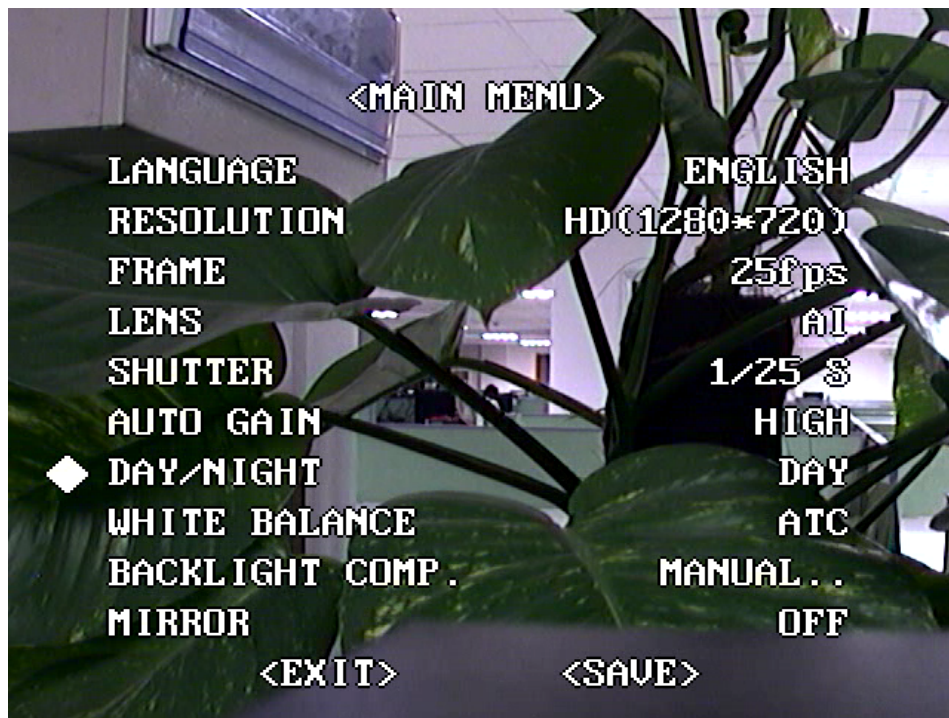 <MAIN MENU>
LANGUAGE ENGLISH
RESOLUTION HD(1280*720)
FRAME 25fps
LENS AI
SHUTTER 1/25 S
AUTO GAIN HIGH
DAY/NIGHT DAY
WHITE BALANCE ATC
BACKLIGHT COMP. MANUAL..
MIRROR OFF
<EXIT> <SAVE>